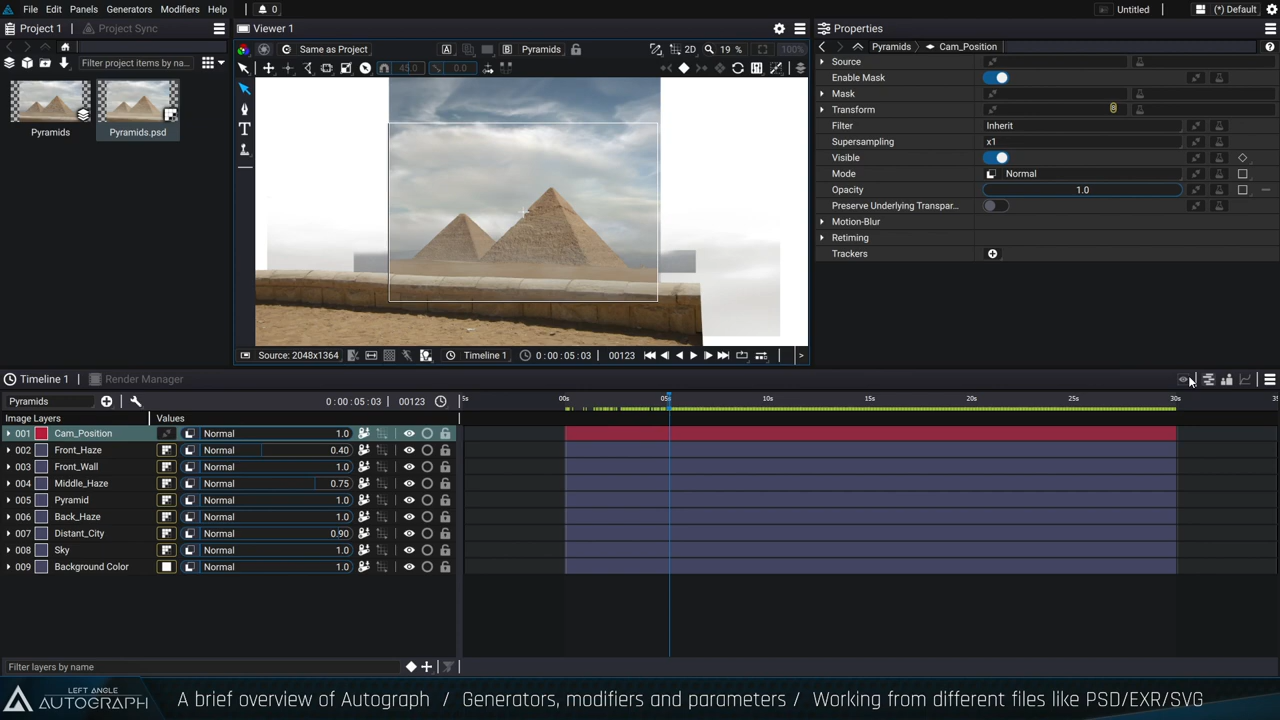 File Edit Panels Generators Modifiers Help 0 Untitled (*) Default
Project 1 Project Sync Viewer 1 Properties
Same as Project A B Pyramids 2D 19 % 100% Pyramids Cam_Position
Filter project items by na... 45.0 0.0
Pyramids
Pyramids.psd
Source
Enable Mask
Mask
Transform
Filter Inherit
Supersampling x1
Visible
Mode Normal
Opacity 1.0
Preserve Underlying Transpar...
Motion-Blur
Retiming
Trackers
Source: 2048x1364 Timeline 1 0:00:05:03 00123
Timeline 1 Render Manager
Pyramids 0:00:05:03 00123 5s 00s 05s 10s 15s 20s 25s 30s
Image Layers Values
001 Cam_Position Normal 1.0
002 Front_Haze Normal 0.40
003 Front_Wall Normal 1.0
004 Middle_Haze Normal 0.75
005 Pyramid Normal 1.0
006 Back_Haze Normal 1.0
007 Distant_City Normal 0.90
008 Sky Normal 1.0
009 Background Color Normal 1.0
Filter layers by name
LEFT ANGLE
AUTOGRAPH
A brief overview of Autograph / Generators, modifiers and parameters / Working from different files like PSD/EXR/SVG